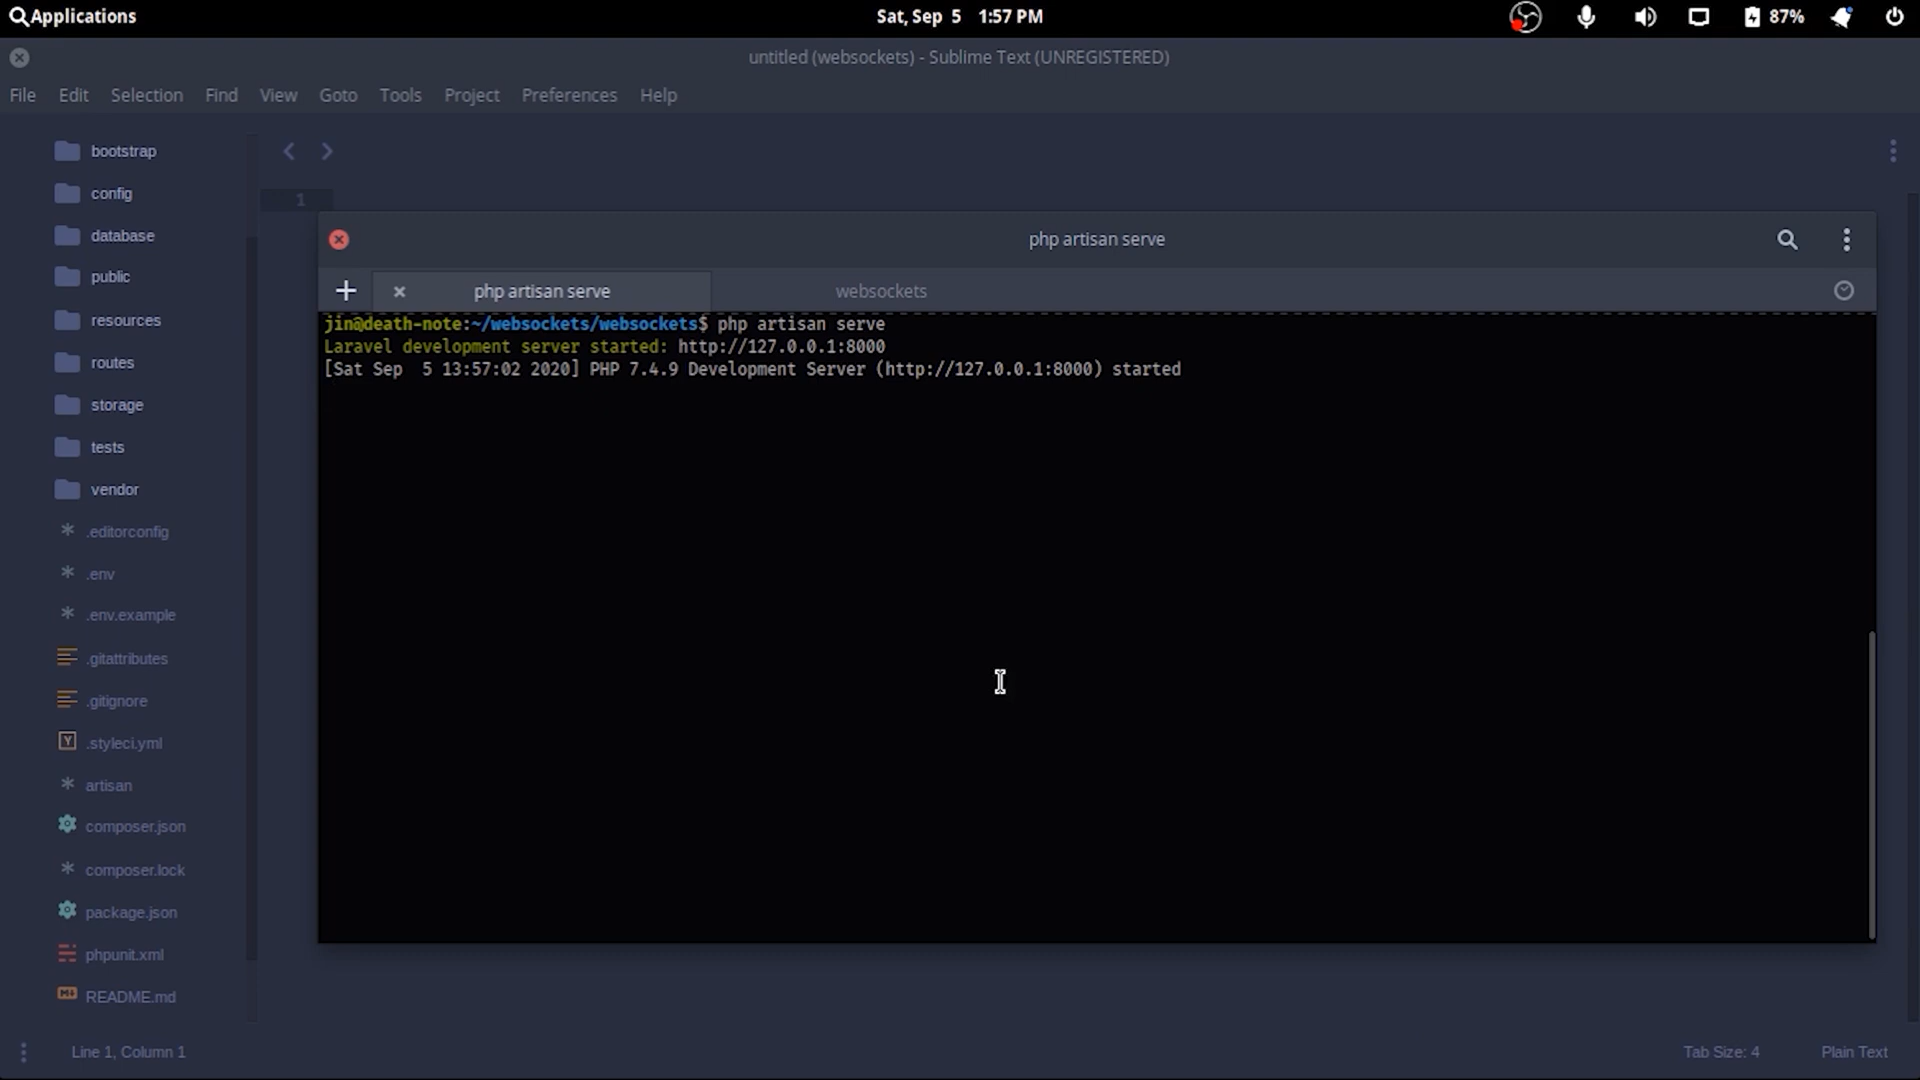 Applications
Sat, Sep 5 1:57 PM
87%
untitled (websockets) - Sublime Text (UNREGISTERED)
File Edit Selection Find View Goto Tools Project Preferences Help
bootstrap
config
database
public
resources
routes
storage
tests
vendor
.editorconfig
.env
.env.example
.gitattributes
.gitignore
.styleci.yml
artisan
composer.json
composer.lock
package.json
phpunit.xml
README.md
1
php artisan serve
php artisan serve
websockets
jin@death-note:~/websockets/websockets$ php artisan serve
Laravel development server started: http://127.0.0.1:8000
[Sat Sep  5 13:57:02 2020] PHP 7.4.9 Development Server (http://127.0.0.1:8000) started
Line 1, Column 1
Tab Size: 4
Plain Text